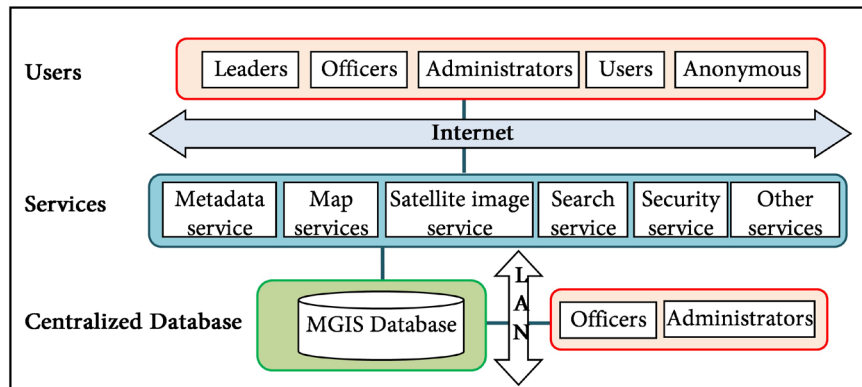 Users
Leaders
Officers
Administrators
Users
Anonymous
Internet
Services
Metadata
service
Map
services
Satellite image
service
Search
service
Security
service
Other
services
Centralized Database
MGIS Database
L
A
N
Officers
Administrators